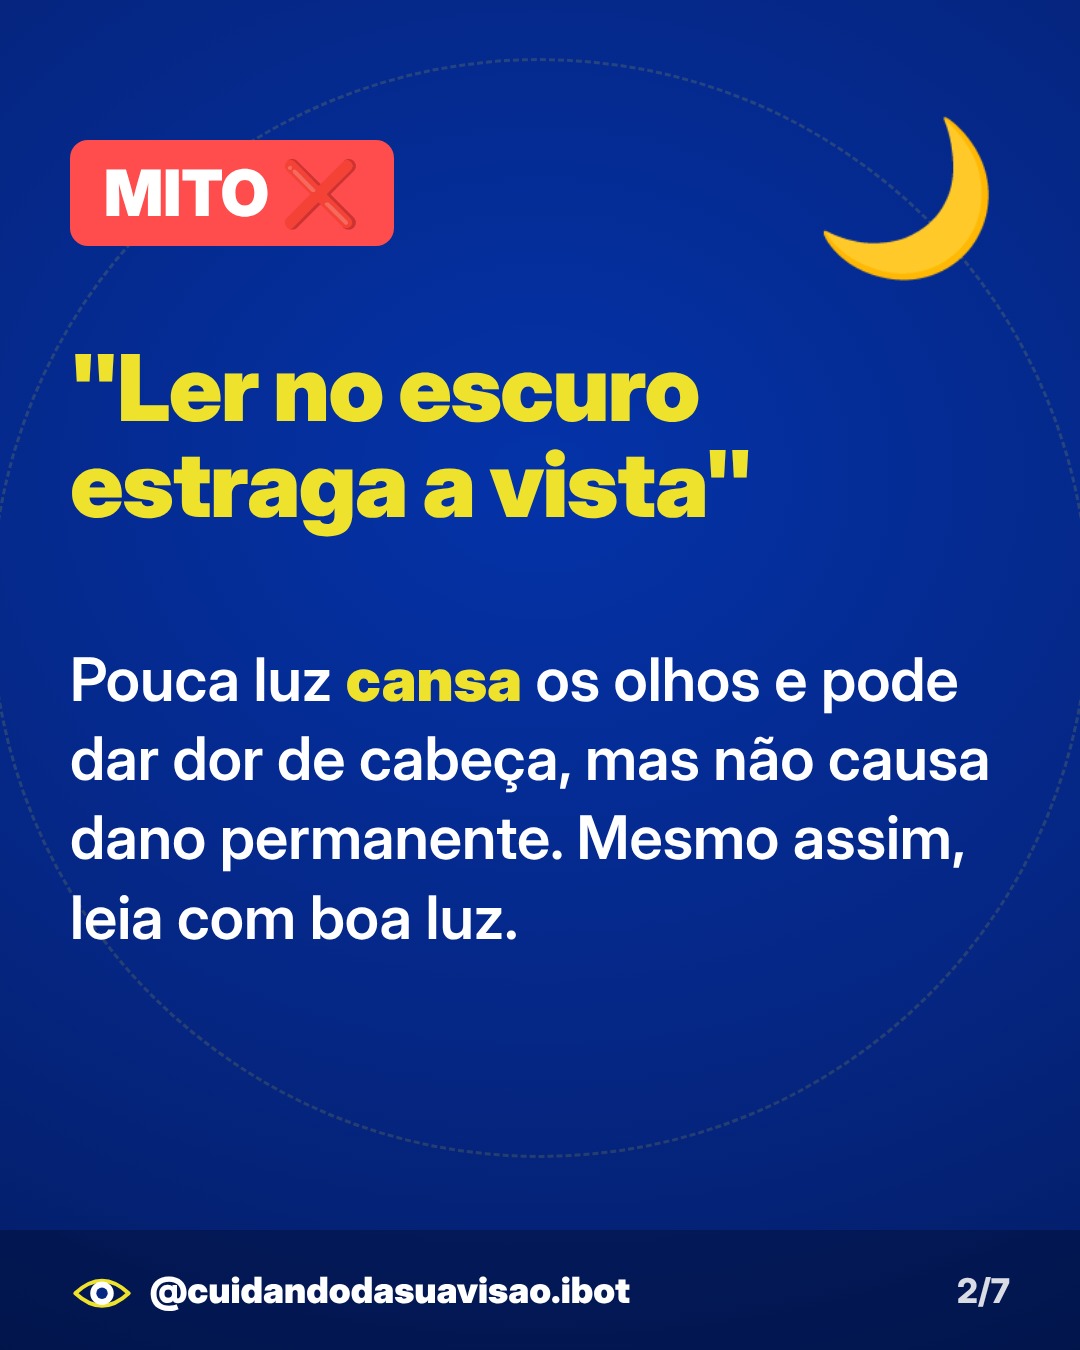 MITO ❌
"Ler no escuro
estraga a vista"
Pouca luz cansa os olhos e pode
dar dor de cabeça, mas não causa
dano permanente. Mesmo assim,
leia com boa luz.
@cuidandodasuavisao.ibot
2/7